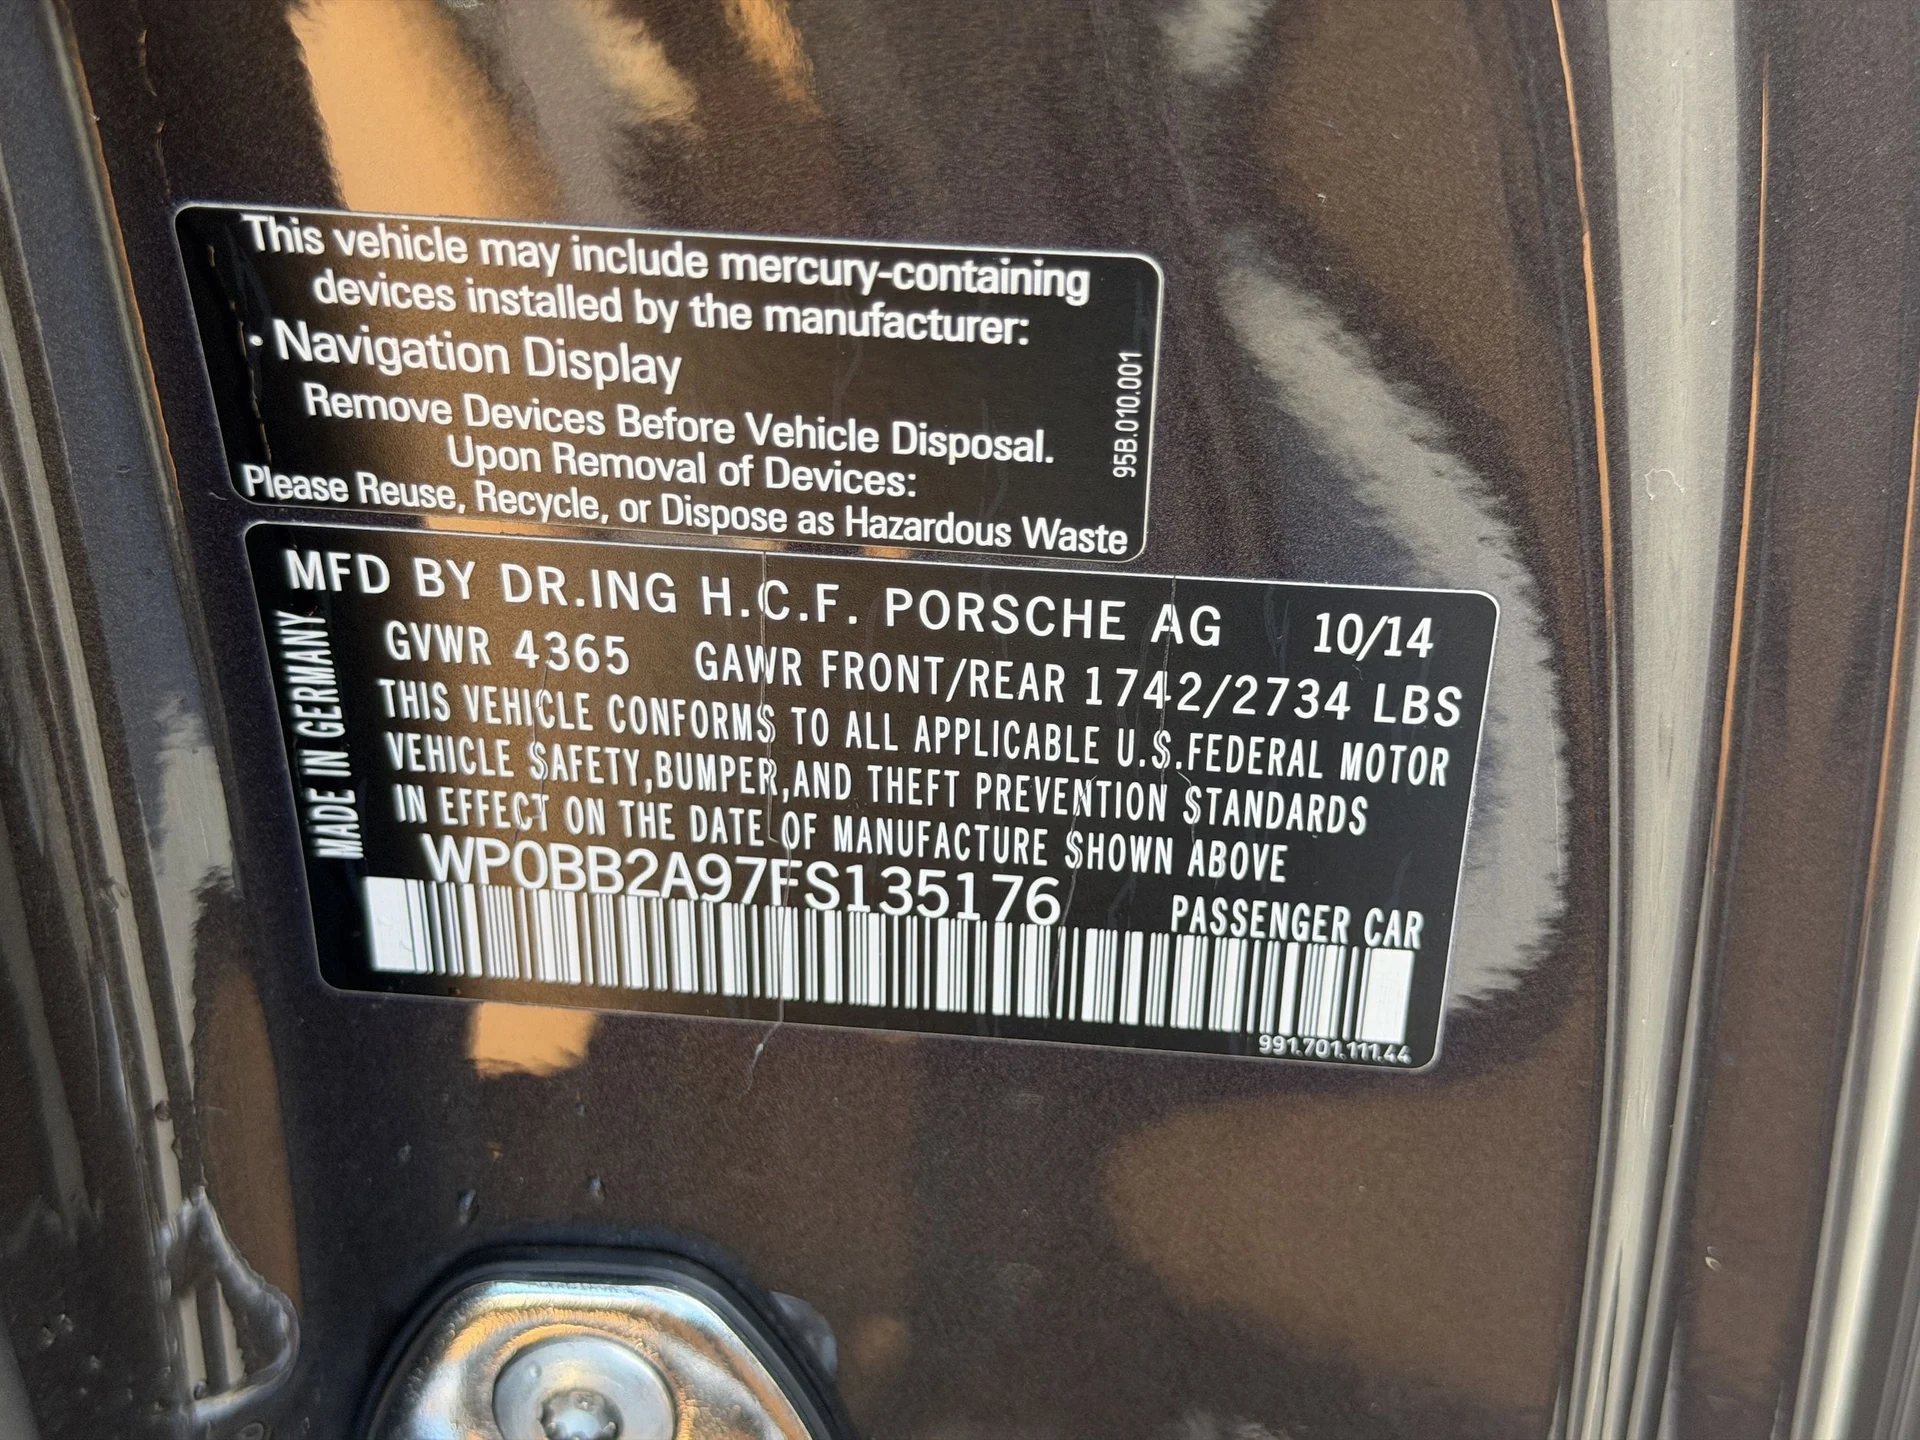 This vehicle may include mercury-containing
devices installed by the manufacturer:
· Navigation Display
Remove Devices Before Vehicle Disposal.
Upon Removal of Devices:
Please Reuse, Recycle, or Dispose as Hazardous Waste
95B.010.001
MFD BY DR.ING H.C.F. PORSCHE AG 10/14
GVWR 4365 GAWR FRONT/REAR 1742/2734 LBS
THIS VEHICLE CONFORMS TO ALL APPLICABLE U.S.FEDERAL MOTOR
VEHICLE SAFETY,BUMPER,AND THEFT PREVENTION STANDARDS
IN EFFECT ON THE DATE OF MANUFACTURE SHOWN ABOVE
WP0BB2A97FS135176
PASSENGER CAR
MADE IN GERMANY
991.701.111.44